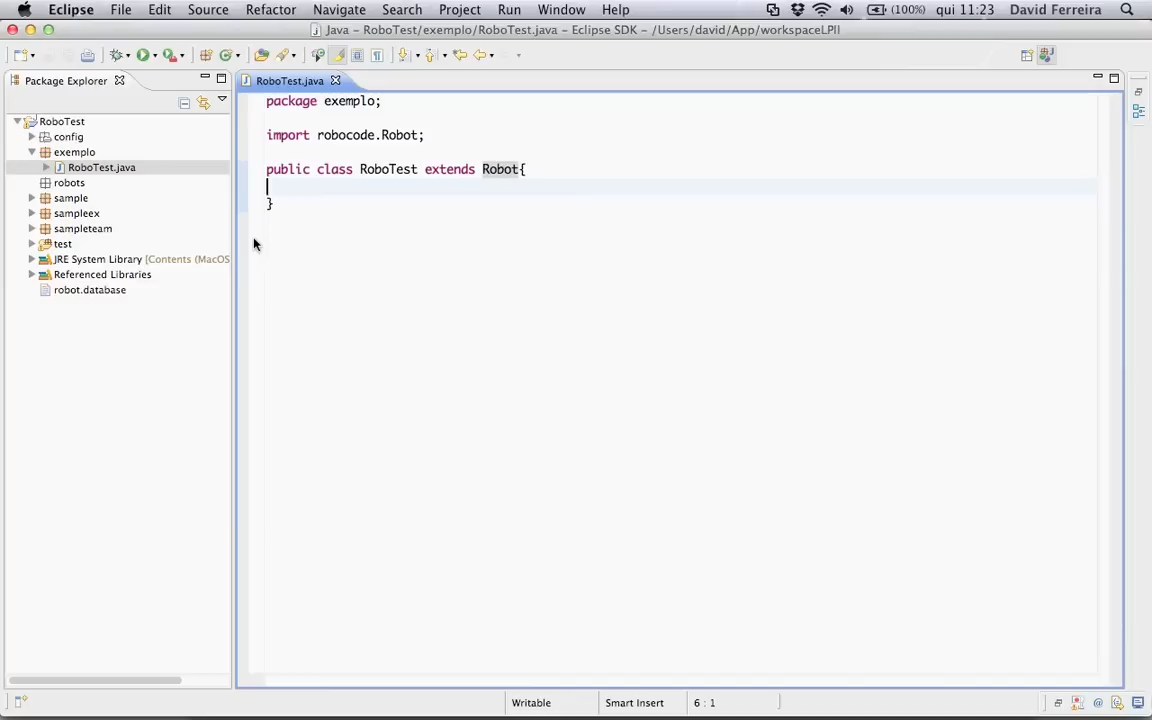 Eclipse File Edit Source Refactor Navigate Search Project Run Window Help (100%) qui 11:23 David Ferreira
Java – RoboTest/exemplo/RoboTest.java – Eclipse SDK – /Users/david/App/workspaceLPII
Package Explorer
RoboTest.java
RoboTest
config
exemplo
RoboTest.java
robots
sample
sampleex
sampleteam
test
JRE System Library [Contents (MacOS
Referenced Libraries
robot.database
package exemplo;
import robocode.Robot;
public class RoboTest extends Robot{
}
Writable Smart Insert 6 : 1